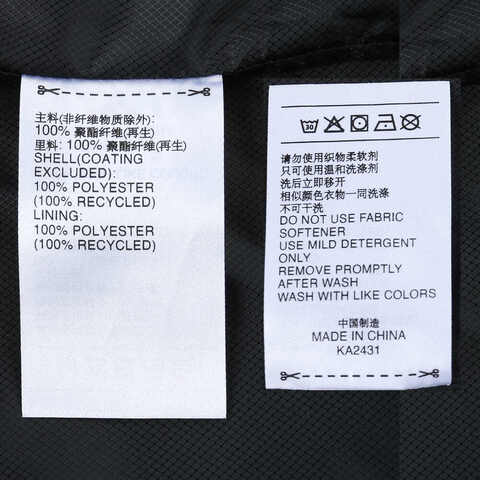 主料(非纤维物质除外):
100% 聚酯纤维(再生)
里料: 100% 聚酯纤维(再生)
SHELL(COATING
EXCLUDED):
100% POLYESTER
(100% RECYCLED)
LINING:
100% POLYESTER
(100% RECYCLED)
30
请勿使用织物柔软剂
只可使用温和洗涤剂
洗后立即移开
相似颜色衣物一同洗涤
不可干洗
DO NOT USE FABRIC
SOFTENER
USE MILD DETERGENT
ONLY
REMOVE PROMPTLY
AFTER WASH
WASH WITH LIKE COLORS
中国制造
MADE IN CHINA
KA2431